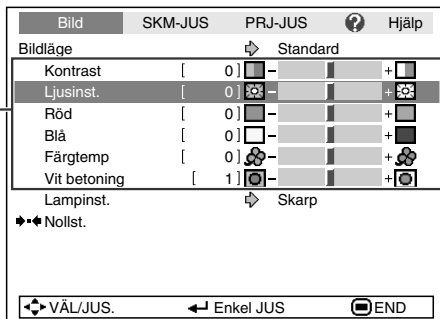 Bild SKM-JUS PRJ-JUS ? Hjälp
Bildläge Standard
Kontrast [ 0 ] - +
Ljusinst. [ 0 ] - +
Röd [ 0 ] - +
Blå [ 0 ] - +
Färgtemp [ 0 ] - +
Vit betoning [ 1 ] - +
Lampinst. Skarp
Nollst.
VÄL/JUS. Enkel JUS END